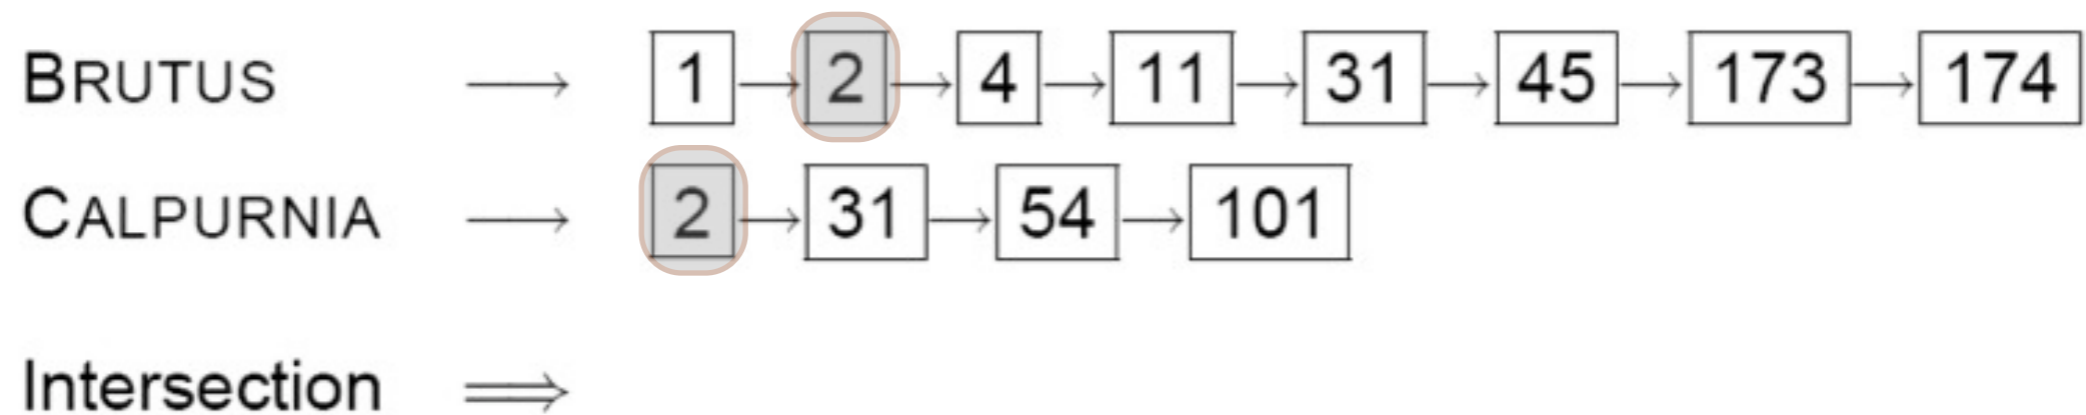 BRUTUS → 1 → 2 → 4 → 11 → 31 → 45 → 173 → 174
CALPURNIA → 2 → 31 → 54 → 101
Intersection ⇒